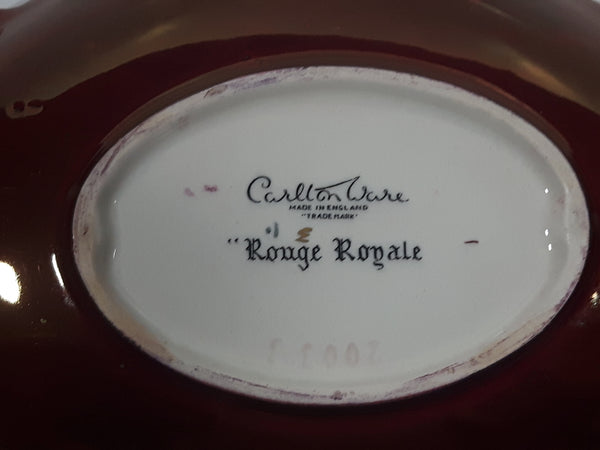 Carlton Ware
MADE IN ENGLAND
"TRADE MARK"
"Rouge Royale